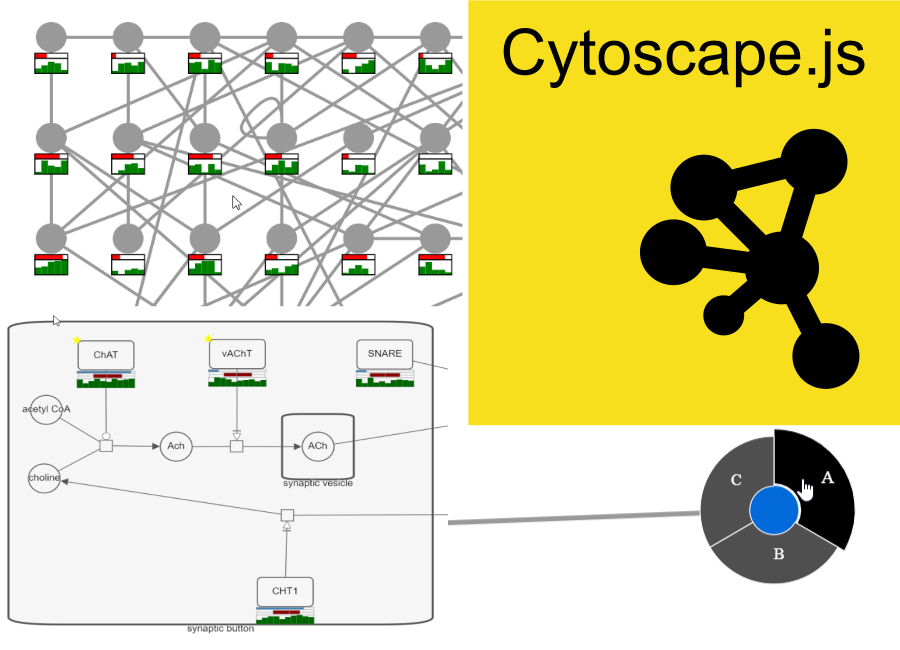 Cytoscape.js
ChAT
vAChT
SNARE
acetyl CoA
Ach
ACh
choline
synaptic vesicle
CHT1
synaptic button
C
A
B